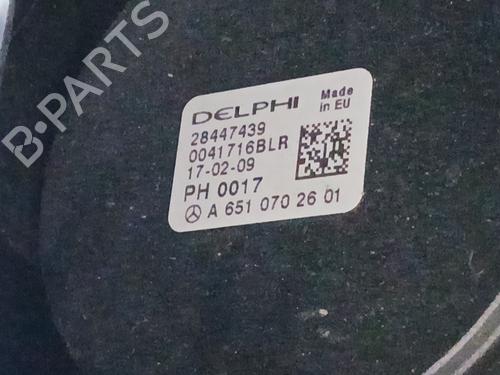 B-PARTS
DELPHI
Made
in EU
28447439
0041716BLR
17-02-09
PH 0017
A 651 070 26 01